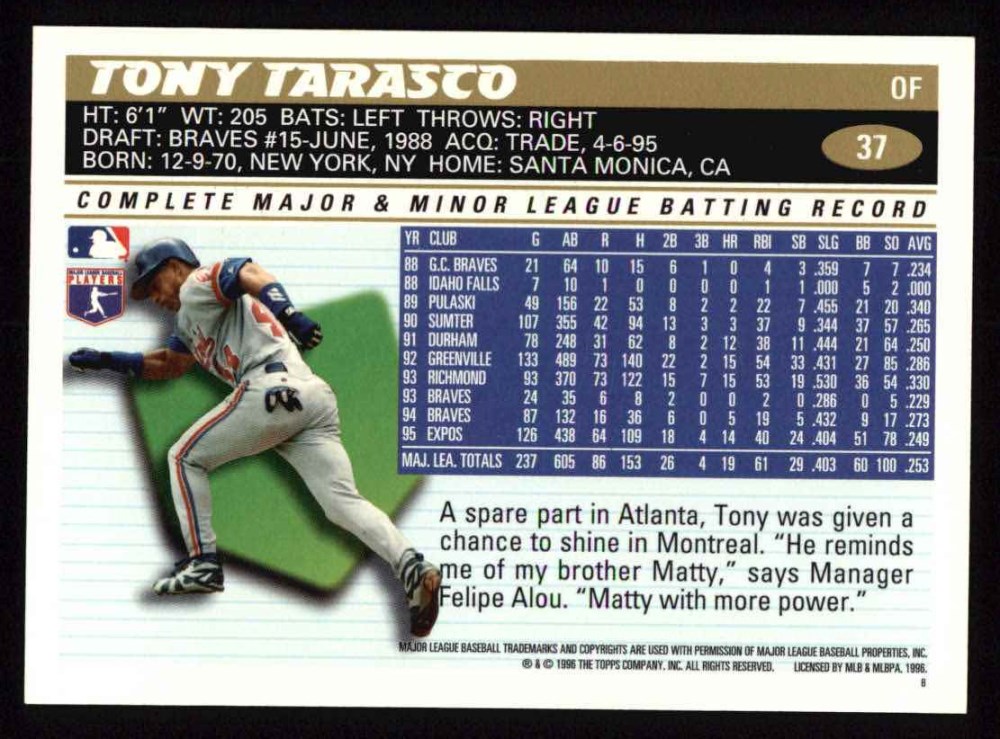 TONY TARASCO OF
HT: 6'1" WT: 205 BATS: LEFT THROWS: RIGHT
DRAFT: BRAVES #15-JUNE, 1988 ACQ: TRADE, 4-6-95
37
BORN: 12-9-70, NEW YORK, NY HOME: SANTA MONICA, CA
COMPLETE MAJOR & MINOR LEAGUE BATTING RECORD
MAJOR LEAGUE BASEBALL
PLAYERS
YR CLUB G AB R H 2B 3B HR RBI SB SLG BB SO AVG
88 G.C. BRAVES 21 64 10 15 6 1 0 4 3 .359 7 7 .234
88 IDAHO FALLS 7 10 1 0 0 0 0 1 1 .000 5 2 .000
89 PULASKI 49 156 22 53 8 2 2 22 7 .455 21 20 .340
90 SUMTER 107 355 42 94 13 3 3 37 9 .344 37 57 .265
91 DURHAM 78 248 31 62 8 2 12 38 11 .444 21 64 .250
92 GREENVILLE 133 489 73 140 22 2 15 54 33 .431 27 85 .286
93 RICHMOND 93 370 73 122 15 7 15 53 19 .530 36 54 .330
93 BRAVES 24 35 6 8 2 0 0 2 0 .286 0 5 .229
94 BRAVES 87 132 16 36 6 0 5 19 5 .432 9 17 .273
95 EXPOS 126 438 64 109 18 4 14 40 24 .404 51 78 .249
MAJ. LEA. TOTALS 237 605 86 153 26 4 19 61 29 .403 60 100 .253
A spare part in Atlanta, Tony was given a
chance to shine in Montreal. “He reminds
me of my brother Matty,” says Manager
Felipe Alou. “Matty with more power.”
MAJOR LEAGUE BASEBALL TRADEMARKS AND COPYRIGHTS ARE USED WITH PERMISSION OF MAJOR LEAGUE BASEBALL PROPERTIES, INC.
® & © 1996 THE TOPPS COMPANY, INC. ALL RIGHTS RESERVED. LICENSED BY MLB & MLBPA, 1996.